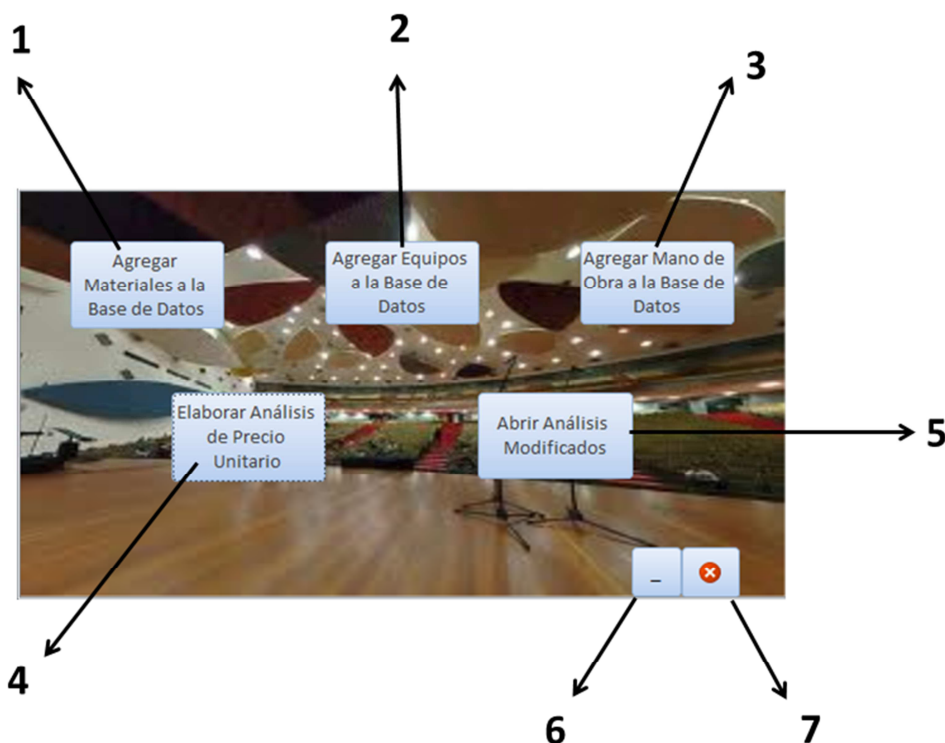 1
2
3
Agregar
Materiales a la
Base de Datos
Agregar Equipos
a la Base de
Datos
Agregar Mano de
Obra a la Base de
Datos
Elaborar Análisis
de Precio
Unitario
Abrir Análisis
Modificados
5
_
4
6
7